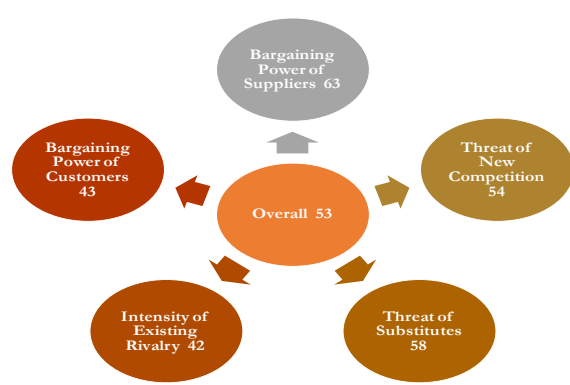 Bargaining
Power of
Suppliers 63
Bargaining
Power of
Customers
43
Threat of
New
Competition
54
Overall 53
Intensity of
Existing
Rivalry 42
Threat of
Substitutes
58